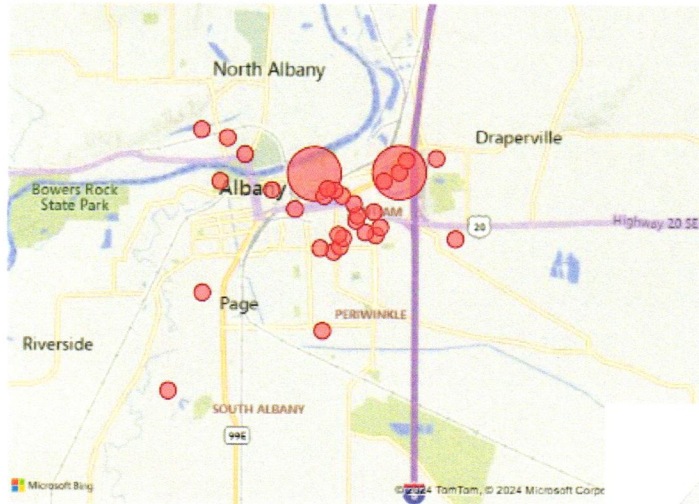 North Albany
Draperville
Albany
Bowers Rock
State Park
AM
20
Highway 20 SE
Page
PERIWINKLE
Riverside
SOUTH ALBANY
99E
Microsoft Bing
2024 TomTom, © 2024 Microsoft Corpo